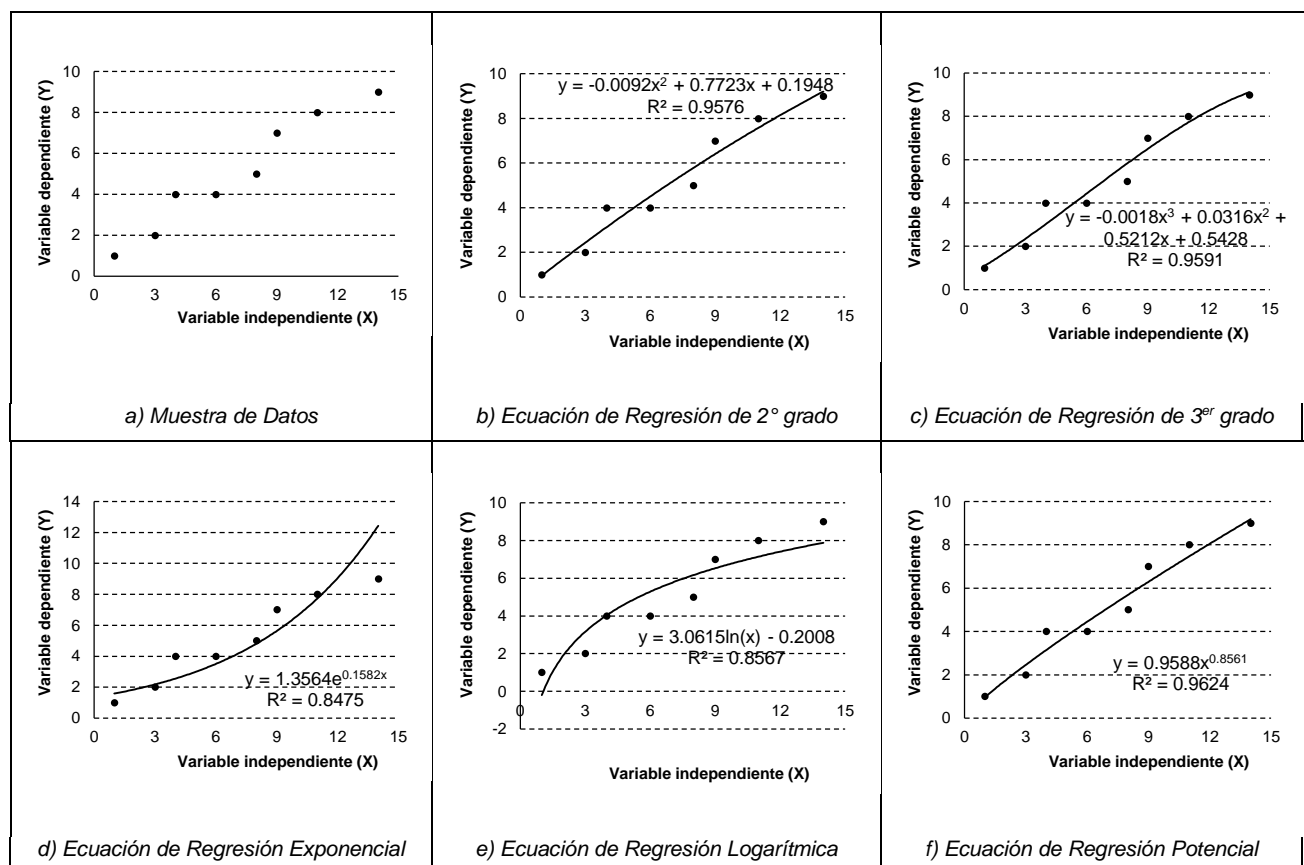 10
8
6
4
2
0
0 3 6 9 12 15
Variable dependiente (Y)
Variable independiente (X)
a) Muestra de Datos
y = -0.0092x² + 0.7723x + 0.1948
R² = 0.9576
10
8
6
4
2
0
0 3 6 9 12 15
Variable dependiente (Y)
Variable independiente (X)
b) Ecuación de Regresión de 2° grado
y = -0.0018x³ + 0.0316x² +
0.5212x + 0.5428
R² = 0.9591
10
8
6
4
2
0
0 3 6 9 12 15
Variable dependiente (Y)
Variable independiente (X)
c) Ecuación de Regresión de 3er grado
14
12
10
8
6
4
2
0
0 3 6 9 12 15
Variable dependiente (Y)
y = 1.3564e^0.1582x
R² = 0.8475
Variable independiente (X)
d) Ecuación de Regresión Exponencial
10
8
6
4
2
0
-2
0 3 6 9 12 15
Variable dependiente (Y)
y = 3.0615ln(x) - 0.2008
R² = 0.8567
Variable independiente (X)
e) Ecuación de Regresión Logarítmica
10
8
6
4
2
0
0 3 6 9 12 15
Variable dependiente (Y)
y = 0.9588x^0.8561
R² = 0.9624
Variable independiente (X)
f) Ecuación de Regresión Potencial